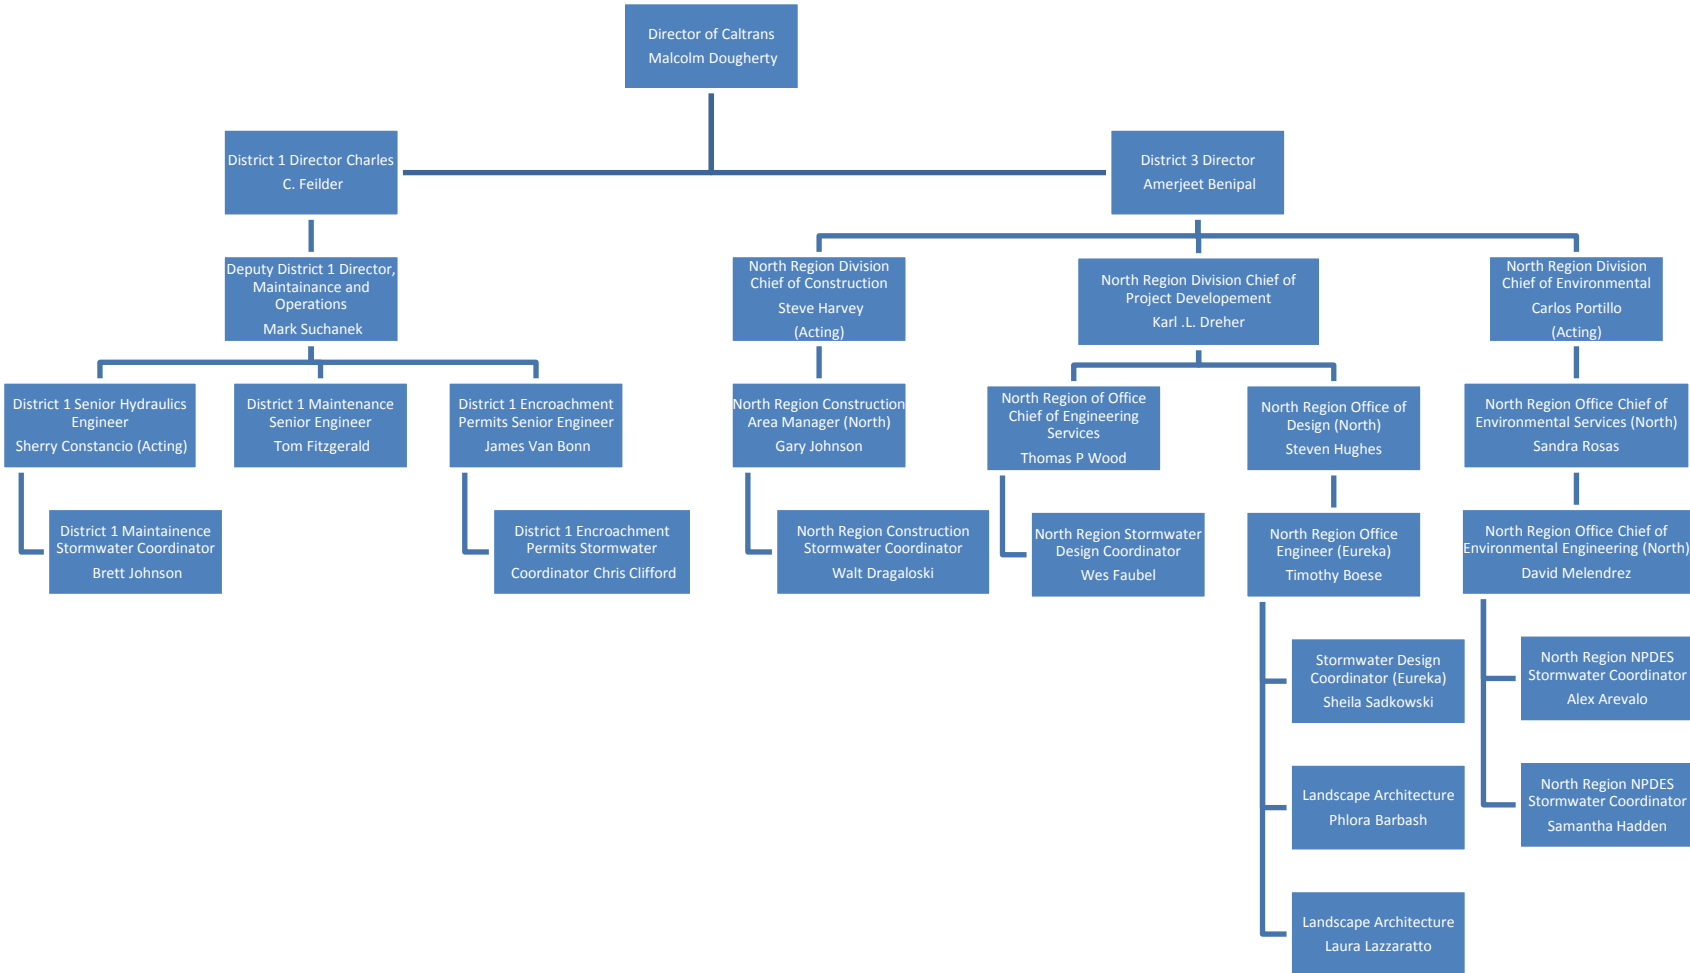 Director of Caltrans
Malcolm Dougherty
District 1 Director Charles
C. Feilder
District 3 Director
Amerjeet Benipal
Deputy District 1 Director,
Maintainance and
Operations
Mark Suchanek
North Region Division
Chief of Construction
Steve Harvey
(Acting)
North Region Division Chief of
Project Developement
Karl .L. Dreher
North Region Division
Chief of Environmental
Carlos Portillo
(Acting)
District 1 Senior Hydraulics
Engineer
Sherry Constancio (Acting)
District 1 Maintenance
Senior Engineer
Tom Fitzgerald
District 1 Encroachment
Permits Senior Engineer
James Van Bonn
North Region Construction
Area Manager (North)
Gary Johnson
North Region of Office
Chief of Engineering
Services
Thomas P Wood
North Region Office of
Design (North)
Steven Hughes
North Region Office Chief of
Environmental Services (North)
Sandra Rosas
District 1 Maintainence
Stormwater Coordinator
Brett Johnson
District 1 Encroachment
Permits Stormwater
Coordinator Chris Clifford
North Region Construction
Stormwater Coordinator
Walt Dragaloski
North Region Stormwater
Design Coordinator
Wes Faubel
North Region Office
Engineer (Eureka)
Timothy Boese
North Region Office Chief of
Environmental Engineering (North)
David Melendrez
Stormwater Design
Coordinator (Eureka)
Sheila Sadkowski
North Region NPDES
Stormwater Coordinator
Alex Arevalo
Landscape Architecture
Phlora Barbash
North Region NPDES
Stormwater Coordinator
Samantha Hadden
Landscape Architecture
Laura Lazzaratto